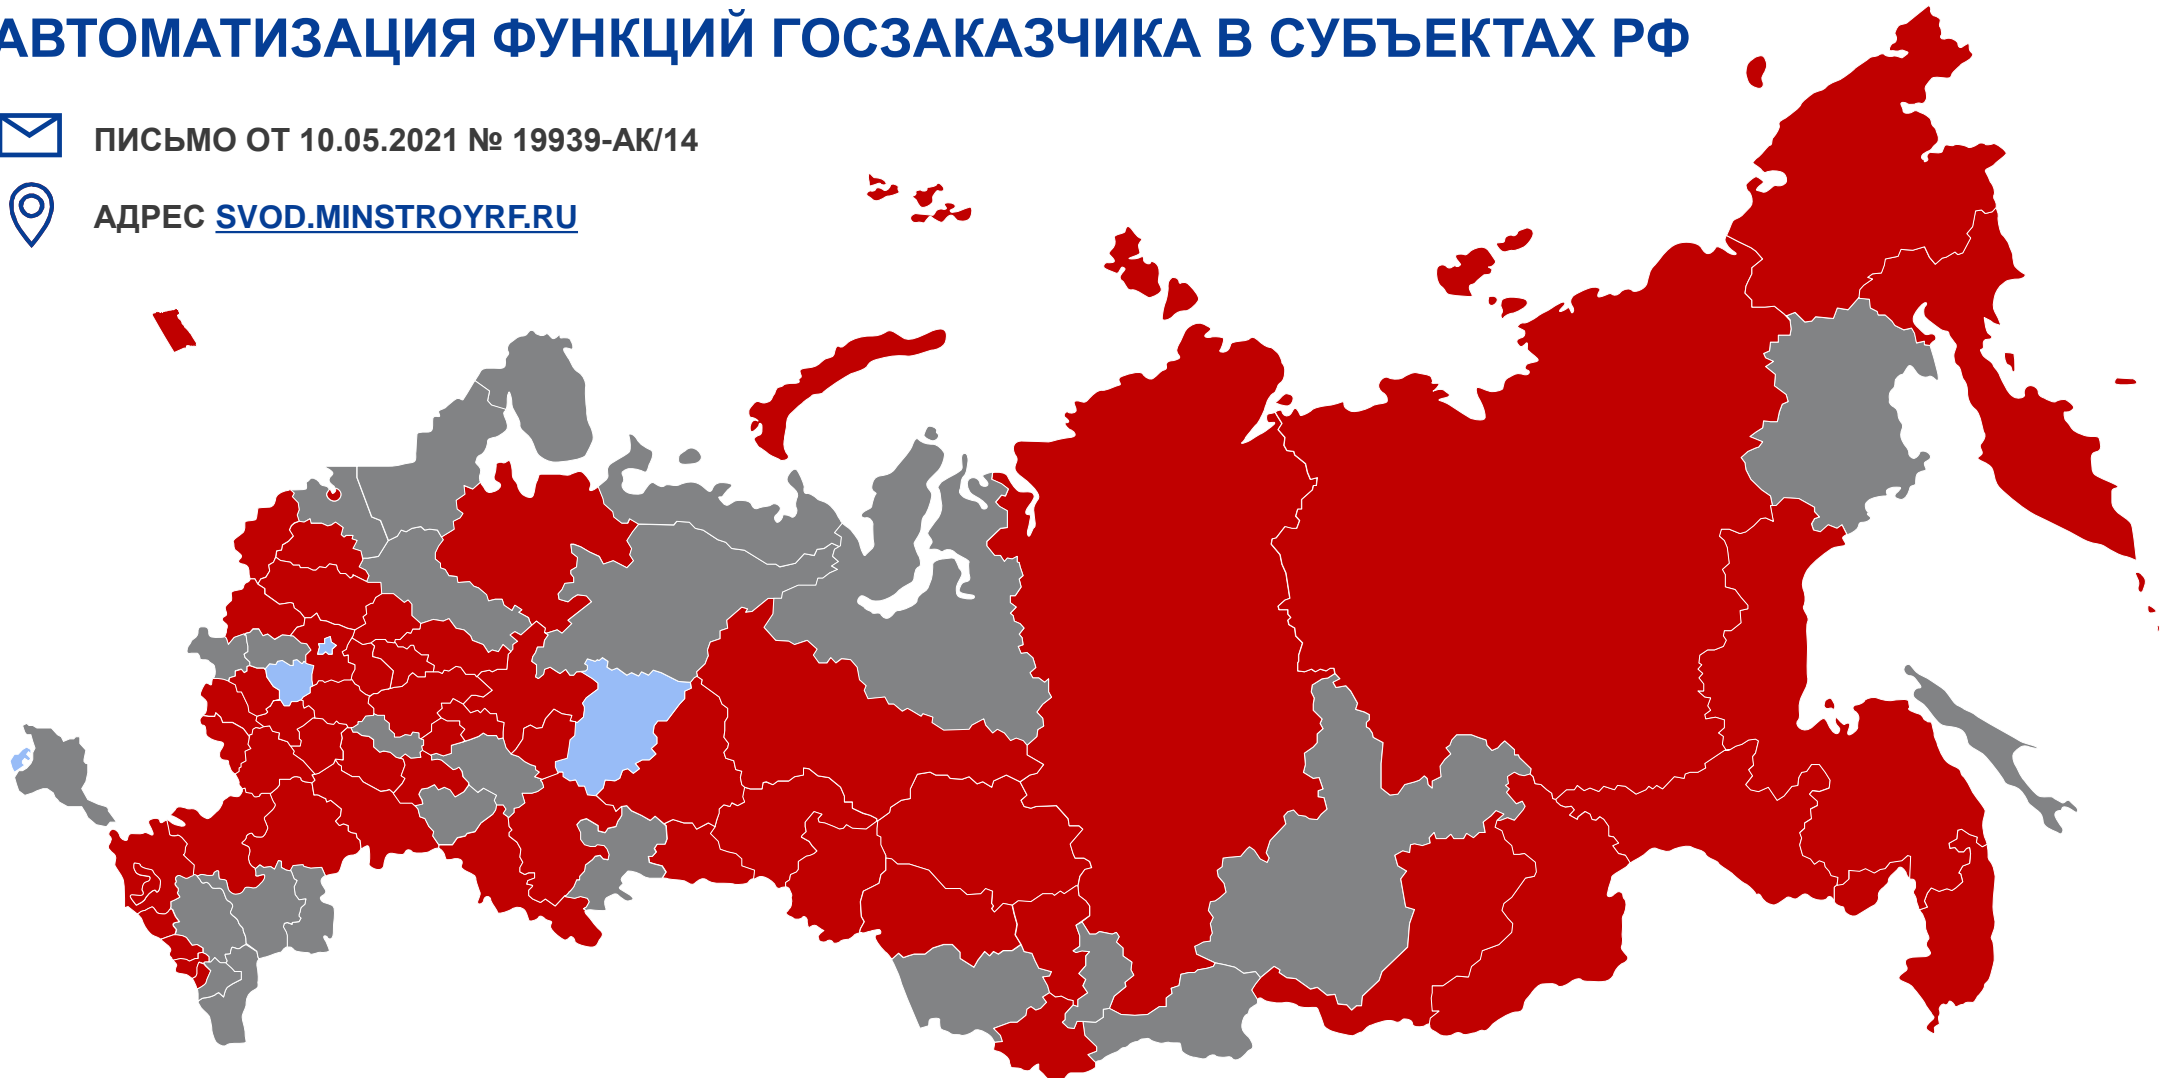 АВТОМАТИЗАЦИЯ ФУНКЦИЙ ГОСЗАКАЗЧИКА В СУБЪЕКТАХ РФ
ПИСЬМО ОТ 10.05.2021 № 19939-АК/14
АДРЕС SVOD.MINSTROYRF.RU